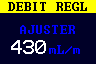 DEBIT REGL
AJUSTER
430 mL/m